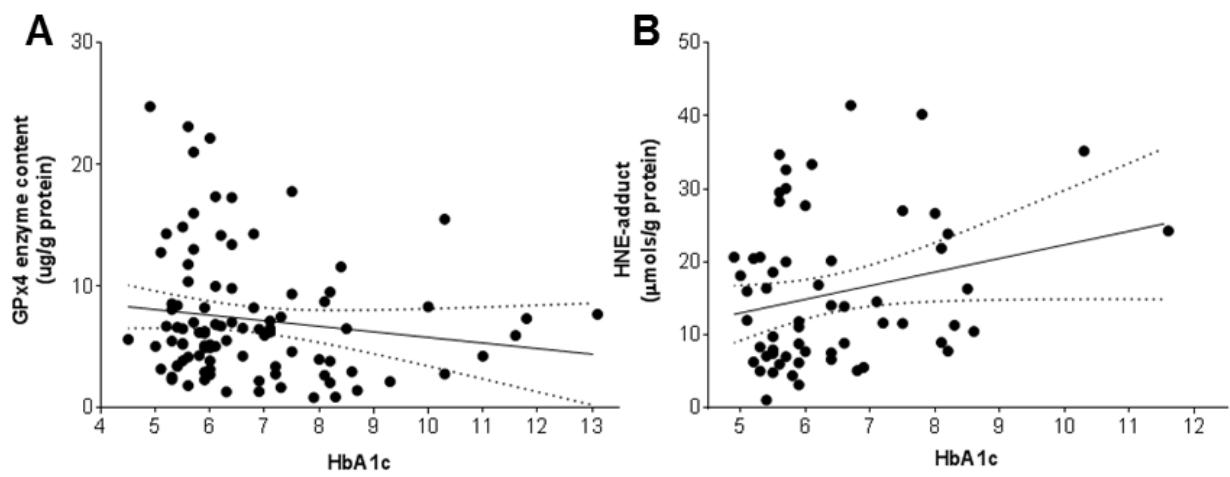 A
GPx4 enzyme content
(ug/g protein)
30
20
10
0
4 5 6 7 8 9 10 11 12 13
HbA1c
B
HNE-adduct
(µmols/g protein)
50
40
30
20
10
0
5 6 7 8 9 10 11 12
HbA1c